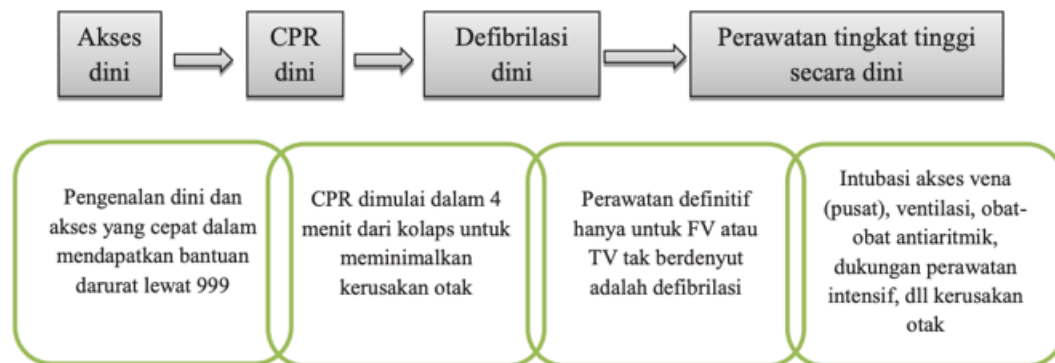 Akses
dini
CPR
dini
Defibrilasi
dini
Perawatan tingkat tinggi
secara dini
Pengenalan dini dan
akses yang cepat dalam
mendapatkan bantuan
darurat lewat 999
CPR dimulai dalam 4
menit dari kolaps untuk
meminimalkan
kerusakan otak
Perawatan definitif
hanya untuk FV atau
TV tak berdenyut
adalah defibrilasi
Intubasi akses vena
(pusat), ventilasi, obat-
obat antiaritmik,
dukungan perawatan
intensif, dll kerusakan
otak